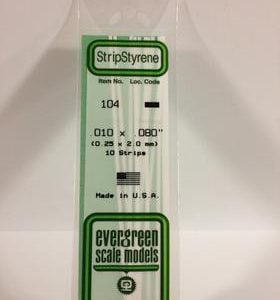 StripStyrene
Item No. Loc. Code
104
.010 x .080"
(0.25 x 2.0 mm)
10 Strips
Made in U.S.A.
evergreen
scale models